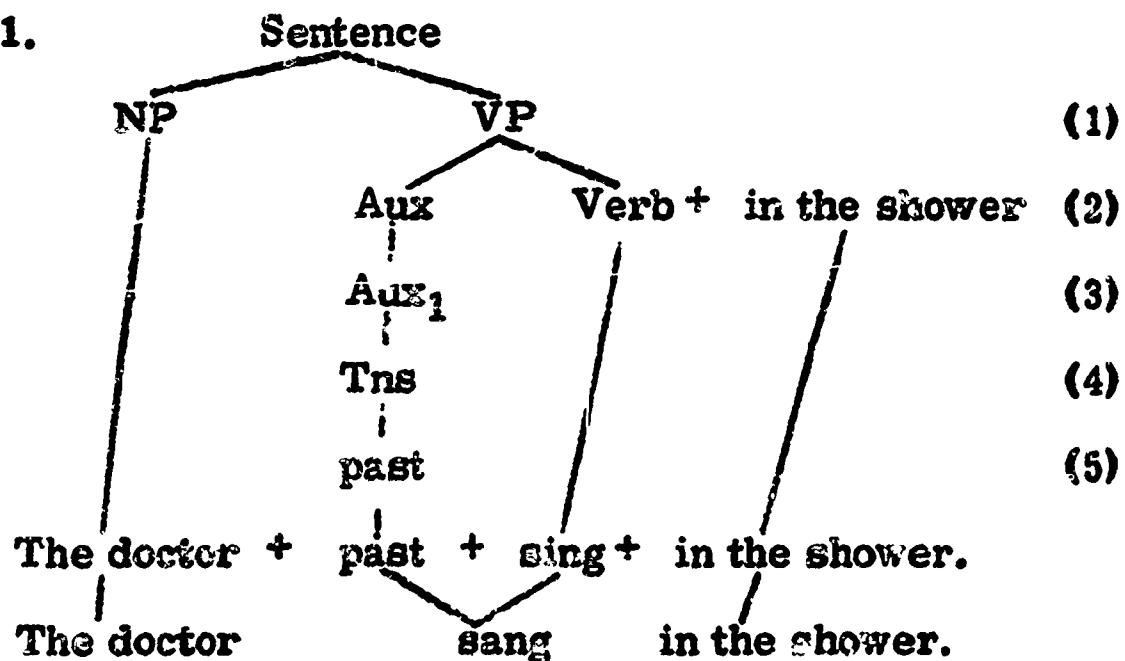 1. Sentence
NP VP (1)
Aux Verb + in the shower (2)
Aux₁ (3)
Tns (4)
past (5)
The doctor + past + sing + in the shower.
The doctor sang in the shower.